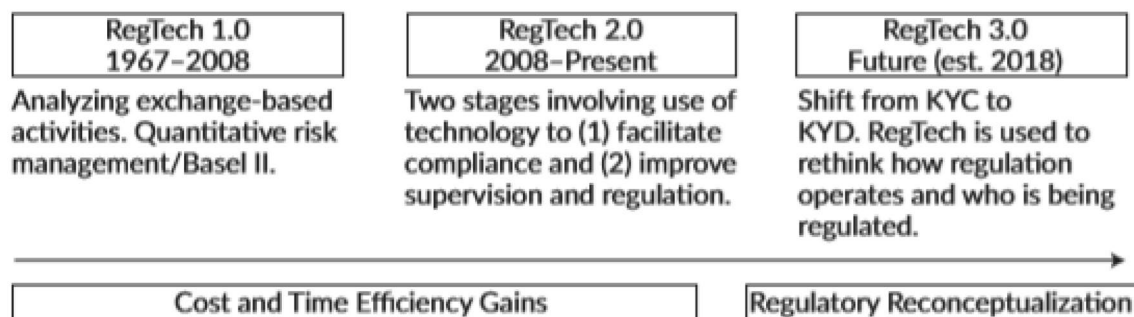 RegTech 1.0
1967–2008
Analyzing exchange-based
activities. Quantitative risk
management/Basel II.
RegTech 2.0
2008–Present
Two stages involving use of
technology to (1) facilitate
compliance and (2) improve
supervision and regulation.
RegTech 3.0
Future (est. 2018)
Shift from KYC to
KYD. RegTech is used to
rethink how regulation
operates and who is being
regulated.
Cost and Time Efficiency Gains
Regulatory Reconceptualization